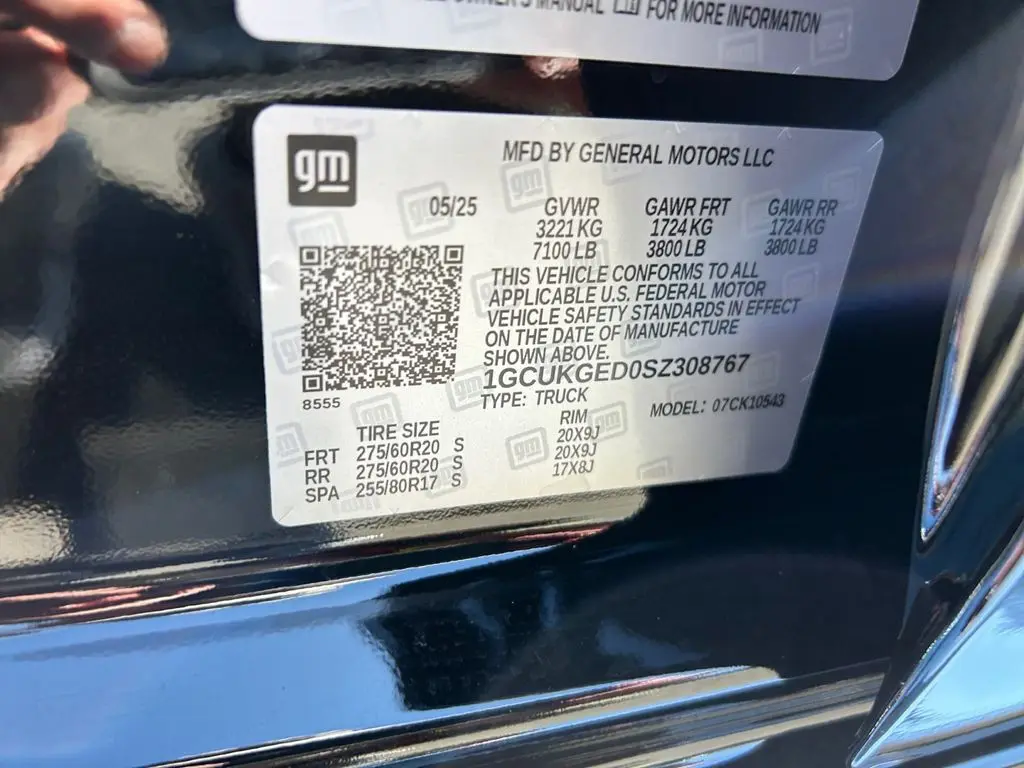 OWNER'S MANUAL FOR MORE INFORMATION
gm
MFD BY GENERAL MOTORS LLC
05/25 GVWR GAWR FRT GAWR RR
3221 KG 1724 KG 1724 KG
7100 LB 3800 LB 3800 LB
THIS VEHICLE CONFORMS TO ALL
APPLICABLE U.S. FEDERAL MOTOR
VEHICLE SAFETY STANDARDS IN EFFECT
ON THE DATE OF MANUFACTURE
SHOWN ABOVE.
1GCUKGED0SZ308767
8555
TYPE: TRUCK MODEL: 07CK10543
TIRE SIZE RIM
FRT 275/60R20 S 20X9J
RR 275/60R20 S 20X9J
SPA 255/80R17 S 17X8J